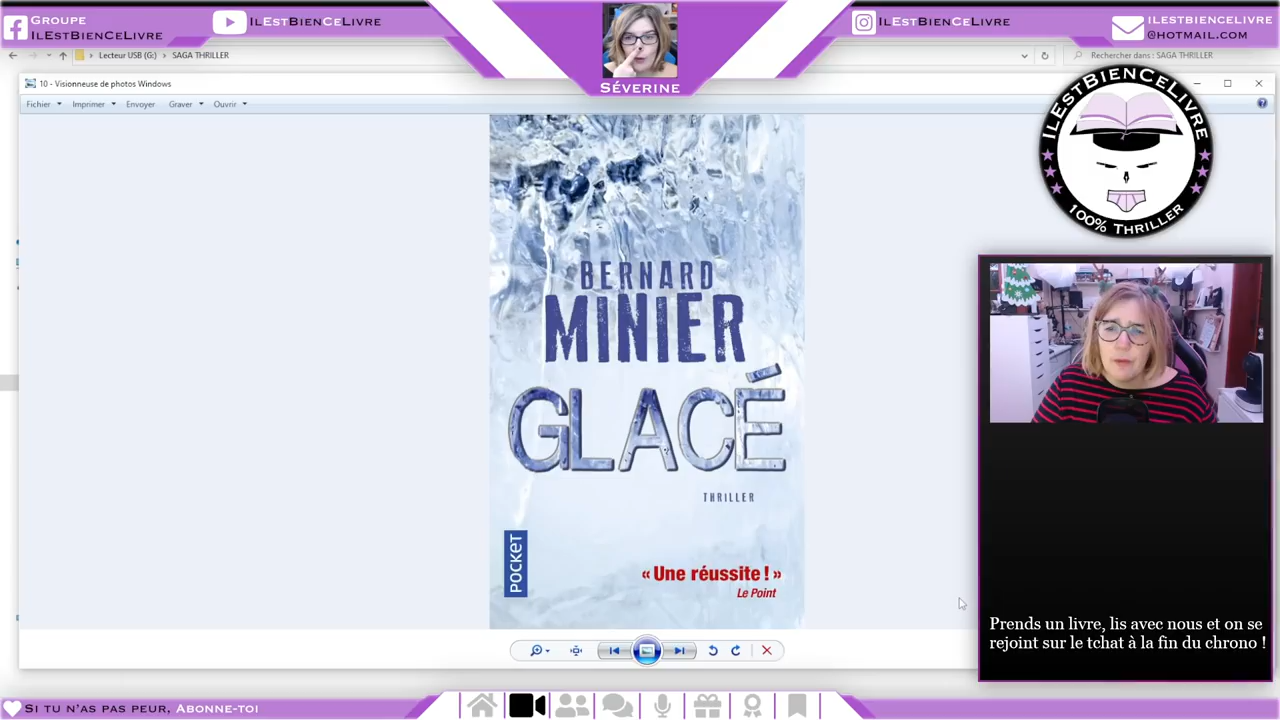 Groupe
IlEstBienCeLivre
IlEstBienCeLivre
Séverine
IlEstBienCeLivre
ilestbiencelivre
@hotmail.com
Lecteur USB (G:) › SAGA THRILLER
Rechercher dans : SAGA THRILLER
10 - Visionneuse de photos Windows
Fichier Imprimer Envoyer Graver Ouvrir
IlEstBienCeLivre
100% Thriller
BERNARD
MINIER
GLACÉ
THRILLER
POCKET
« Une réussite ! »
Le Point
Prends un livre, lis avec nous et on se
rejoint sur le tchat à la fin du chrono !
Si tu n'as pas peur, Abonne-toi